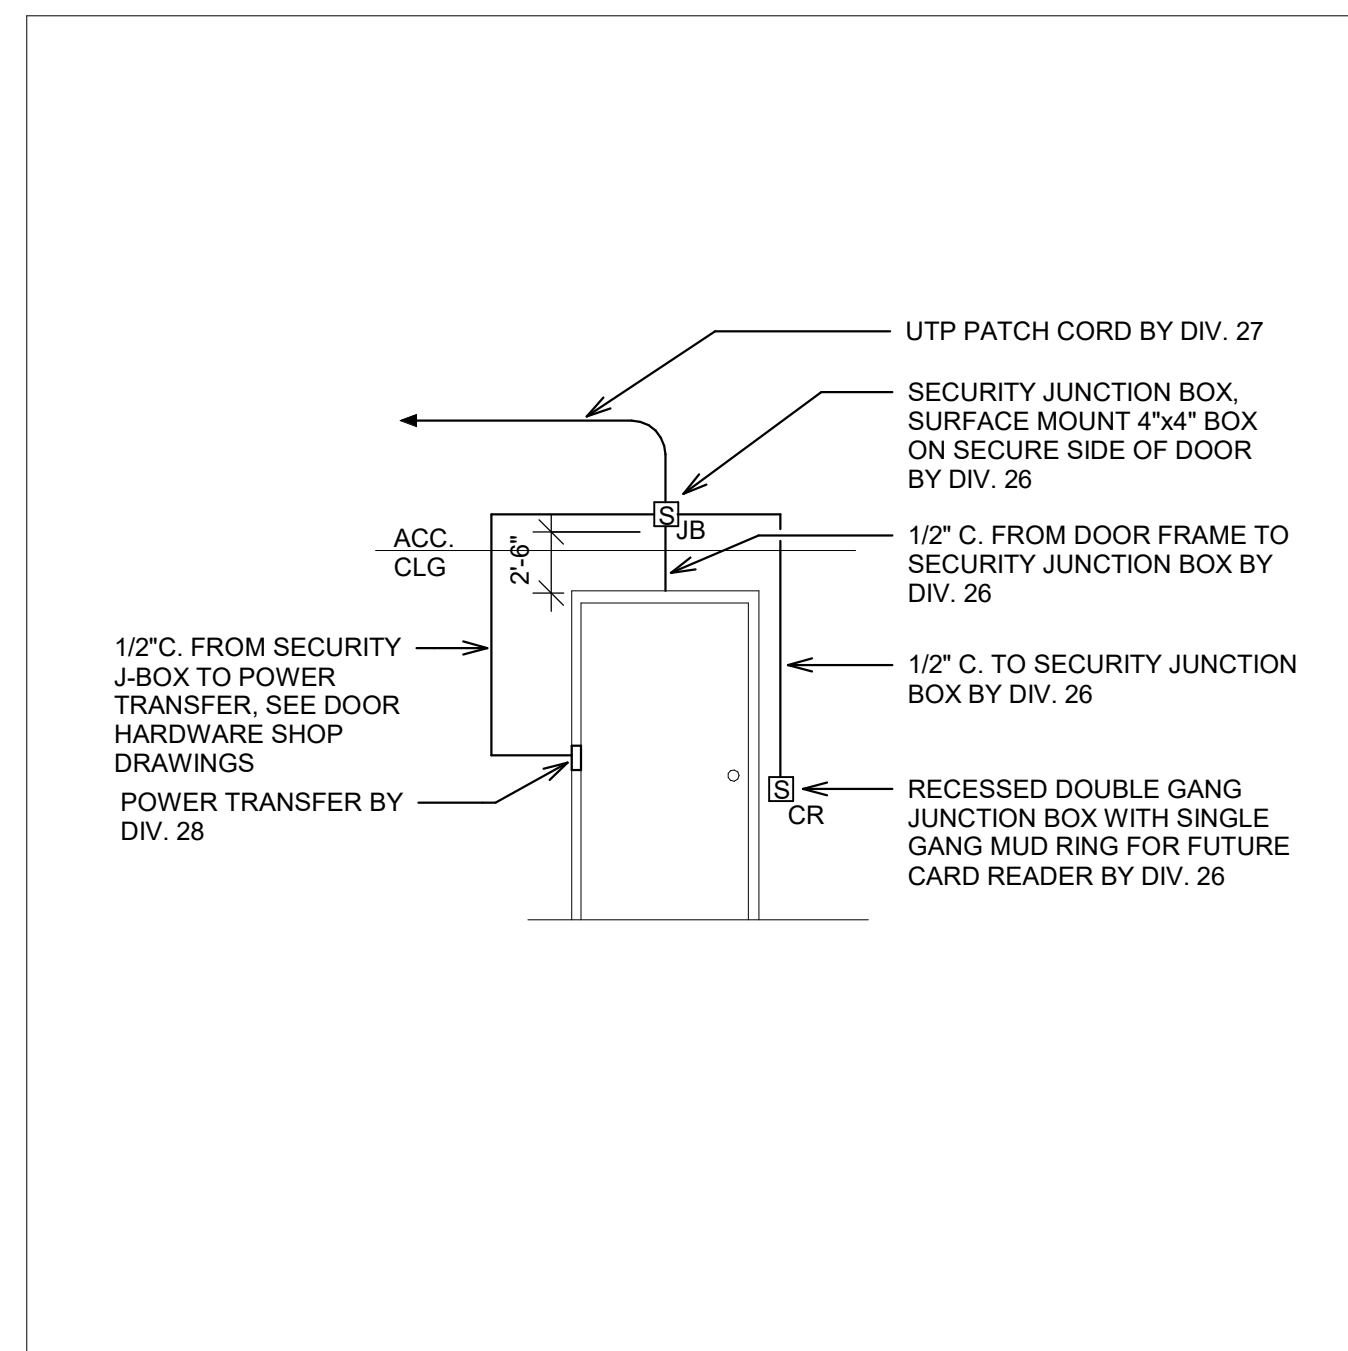 UTP PATCH CORD BY DIV. 27
SECURITY JUNCTION BOX,
SURFACE MOUNT 4"x4" BOX
ON SECURE SIDE OF DOOR
BY DIV. 26
S
JB
ACC.
CLG
2'-6"
1/2" C. FROM DOOR FRAME TO
SECURITY JUNCTION BOX BY
DIV. 26
1/2"C. FROM SECURITY
J-BOX TO POWER
TRANSFER, SEE DOOR
HARDWARE SHOP
DRAWINGS
1/2" C. TO SECURITY JUNCTION
BOX BY DIV. 26
POWER TRANSFER BY
DIV. 28
S
CR
RECESSED DOUBLE GANG
JUNCTION BOX WITH SINGLE
GANG MUD RING FOR FUTURE
CARD READER BY DIV. 26